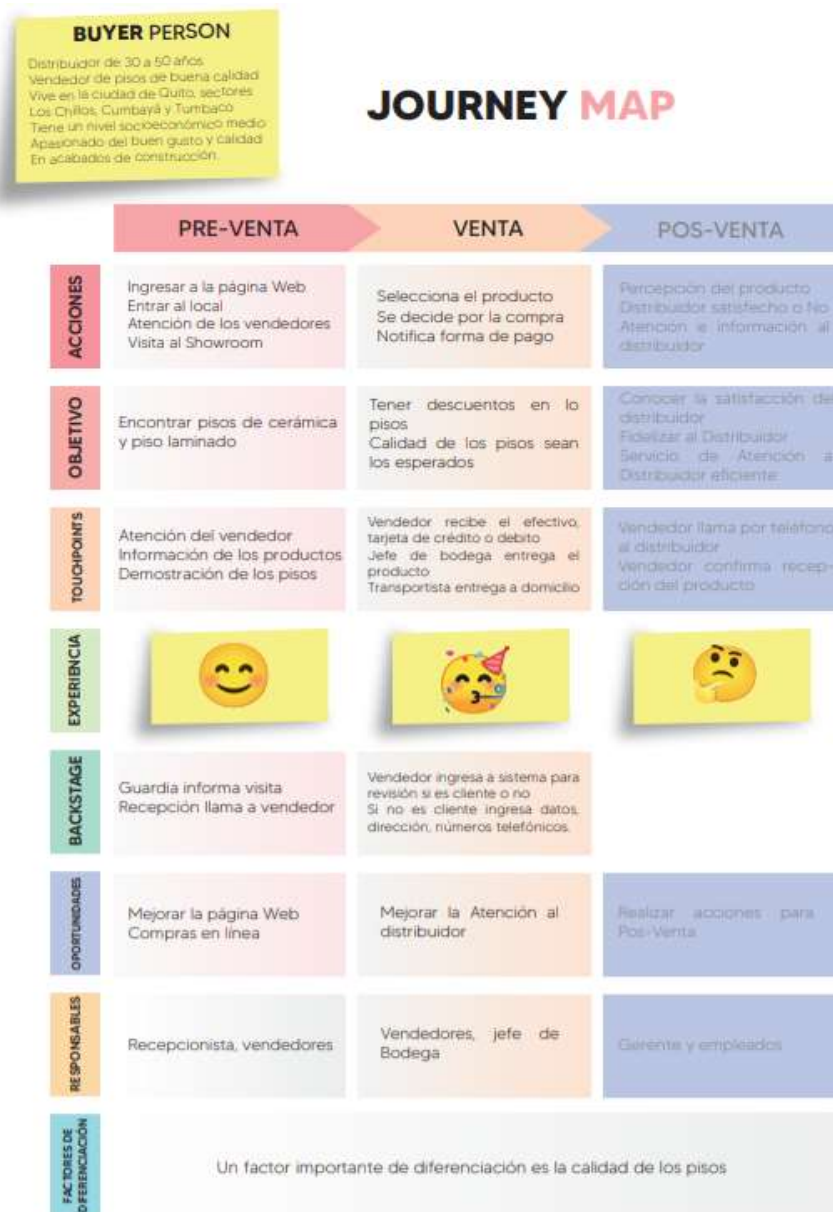 BUYER PERSON
Distribuidor de 30 a 50 años
Vendedor de pisos de buena calidad
Vive en la ciudad de Quito, sectores
Los Chillos, Cumbayá y Tumbaco
Tiene un nivel socioeconómico medio
Apasionado del buen gusto y calidad
En acabados de construcción.
JOURNEY MAP
PRE-VENTA
VENTA
POS-VENTA
ACCIONES
Ingresar a la página Web
Entrar al local
Atención de los vendedores
Visita al Showroom
Selecciona el producto
Se decide por la compra
Notifica forma de pago
Percepción del producto
Distribuidor satisfecho o No
Atención e información al
distribuidor
OBJETIVO
Encontrar pisos de cerámica
y piso laminado
Tener descuentos en lo
pisos
Calidad de los pisos sean
los esperados
Conocer la satisfacción del
distribuidor
Fidelizar al Distribuidor
Servicio de Atención a
Distribuidor eficiente
TOUCHPOINTS
Atención del vendedor
Información de los productos
Demostración de los pisos
Vendedor recibe el efectivo,
tarjeta de crédito o debito
Jefe de bodega entrega el
producto
Transportista entrega a domicilio
Vendedor llama por teléfono
al distribuidor
Vendedor confirma recep-
ción del producto
EXPERIENCIA
BACKSTAGE
Guardia informa visita
Recepción llama a vendedor
Vendedor ingresa a sistema para
revisión si es cliente o no
Si no es cliente ingresa datos,
dirección, números telefónicos.
OPORTUNIDADES
Mejorar la página Web
Compras en línea
Mejorar la Atención al
distribuidor
Realizar acciones para
Pos-Venta
RESPONSABLES
Recepcionista, vendedores
Vendedores, jefe de
Bodega
Gerente y empleados
FACTORES DE
DIFERENCIACIÓN
Un factor importante de diferenciación es la calidad de los pisos